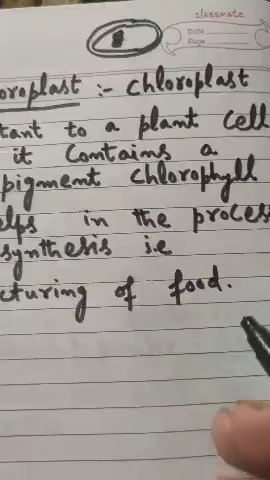 8
classmate
Date
Page
oroplast :- chloroplast
tant to a plant cell
it contains a
pigment chlorophyll
elps in the process
synthesis i.e
cturing of food.